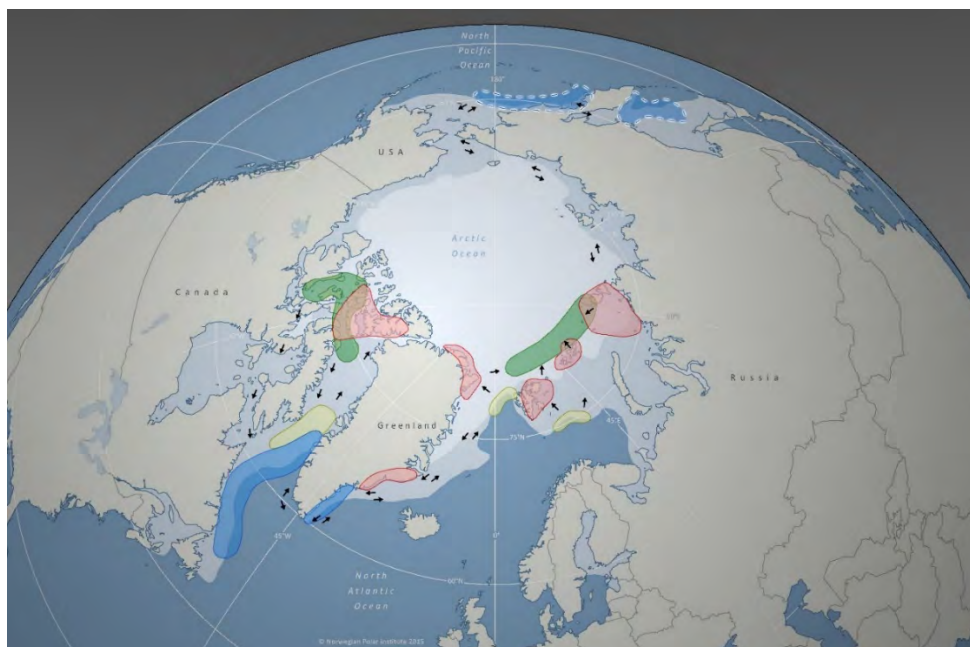 North
Pacific
Ocean
180°
USA
Arctic
Ocean
Canada
Russia
Greenland
45°E
75°N
45°W
0°
60°N
North
Atlantic
Ocean
© Norwegian Polar Institute 2015